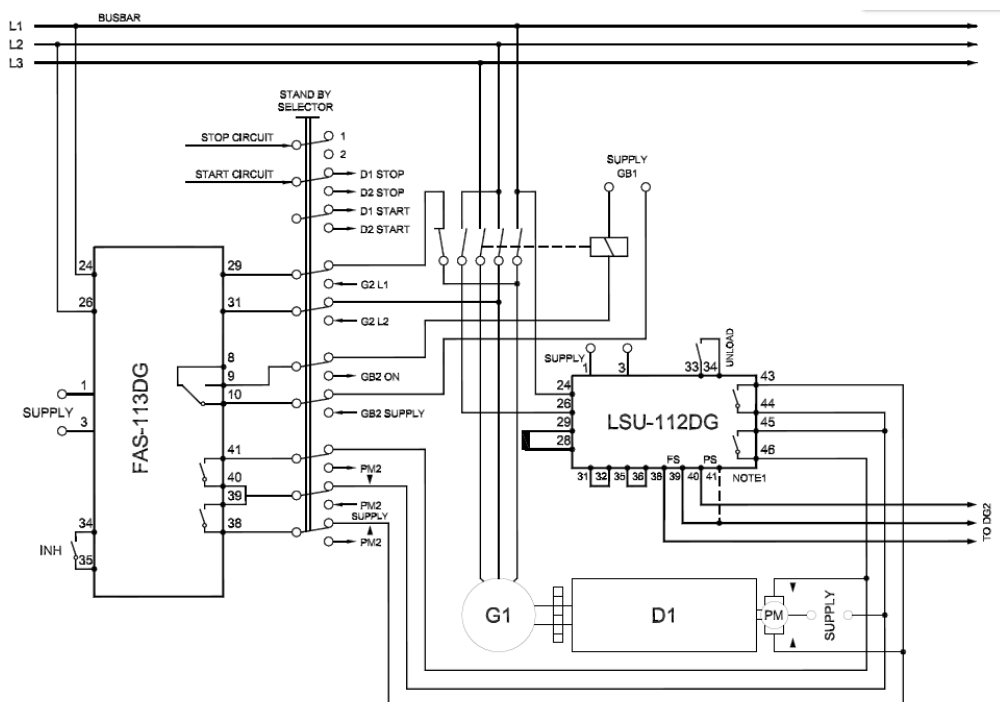 BUSBAR
L1
L2
L3
STAND BY
SELECTOR
STOP CIRCUIT
1
2
START CIRCUIT
D1 STOP
D2 STOP
D1 START
D2 START
SUPPLY
GB1
24
29
G2 L1
26
31
G2 L2
8
9
GB2 ON
10
GB2 SUPPLY
1
SUPPLY
3
FAS-113DG
41
PM2
40
39
PM2
SUPPLY
38
PM2
34
INH
35
SUPPLY
1
3
33
34
UNLOAD
43
24
26
44
29
LSU-112DG
45
28
46
FS
PS
31
32
35
36
38
39
40
41
NOTE1
TO DG2
G1
D1
PM
SUPPLY